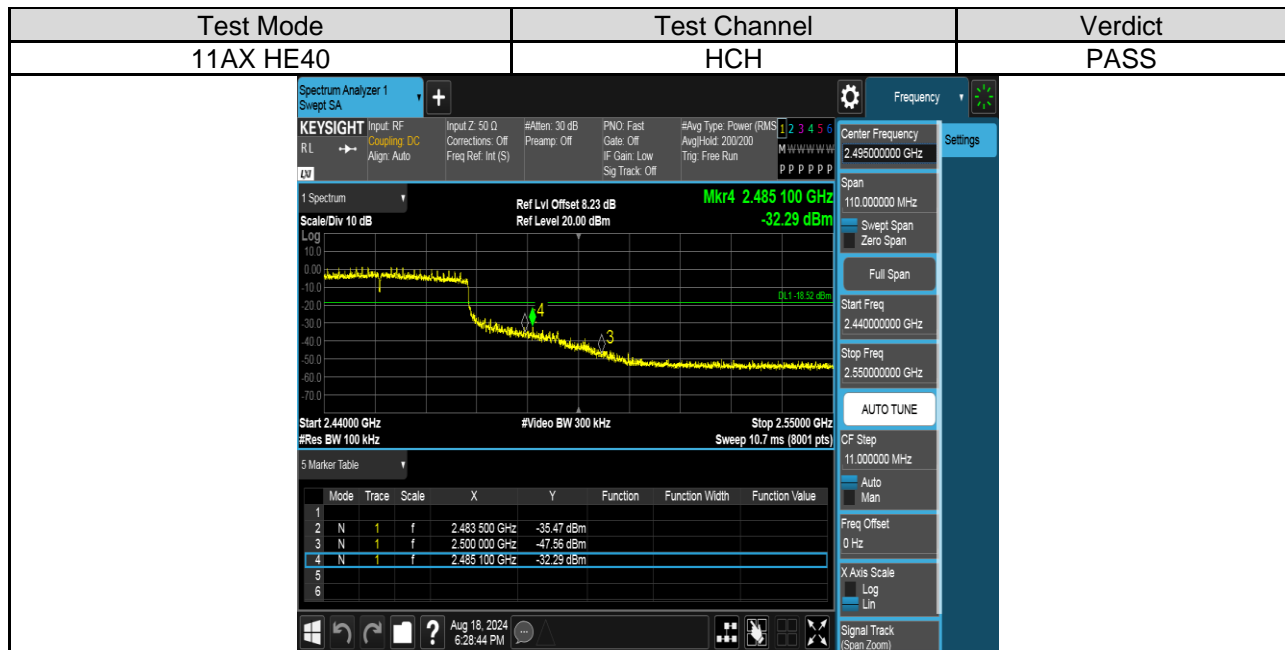 Test Mode Test Channel Verdict
11AX HE40 HCH PASS
Spectrum Analyzer 1
Swept SA
+
Frequency
KEYSIGHT Input: RF Input Z: 50 Ω #Atten: 30 dB PNO: Fast #Avg Type: Power (RMS 1 2 3 4 5 6
RL Coupling: DC Corrections: Off Preamp: Off Gate: Off Avg|Hold: 200/200 M W W W W W
Align: Auto Freq Ref: Int (S) IF Gain: Low Trig: Free Run
LXI Sig Track: Off P P P P P P
1 Spectrum Ref Lvl Offset 8.23 dB Mkr4 2.485 100 GHz
Scale/Div 10 dB Ref Level 20.00 dBm -32.29 dBm
Log
10.0
0.00
-10.0
DL1 -18.52 dBm
-20.0
4
-30.0
-40.0
3
-50.0
-60.0
-70.0
Start 2.44000 GHz #Video BW 300 kHz Stop 2.55000 GHz
#Res BW 100 kHz Sweep 10.7 ms (8001 pts)
5 Marker Table
Mode Trace Scale X Y Function Function Width Function Value
1
2 N 1 f 2.483 500 GHz -35.47 dBm
3 N 1 f 2.500 000 GHz -47.56 dBm
4 N 1 f 2.485 100 GHz -32.29 dBm
5
6
? Aug 18, 2024
6:28:44 PM
Center Frequency
2.495000000 GHz
Settings
Span
110.000000 MHz
Swept Span
Zero Span
Full Span
Start Freq
2.440000000 GHz
Stop Freq
2.550000000 GHz
AUTO TUNE
CF Step
11.000000 MHz
Auto
Man
Freq Offset
0 Hz
X Axis Scale
Log
Lin
Signal Track
(Span Zoom)